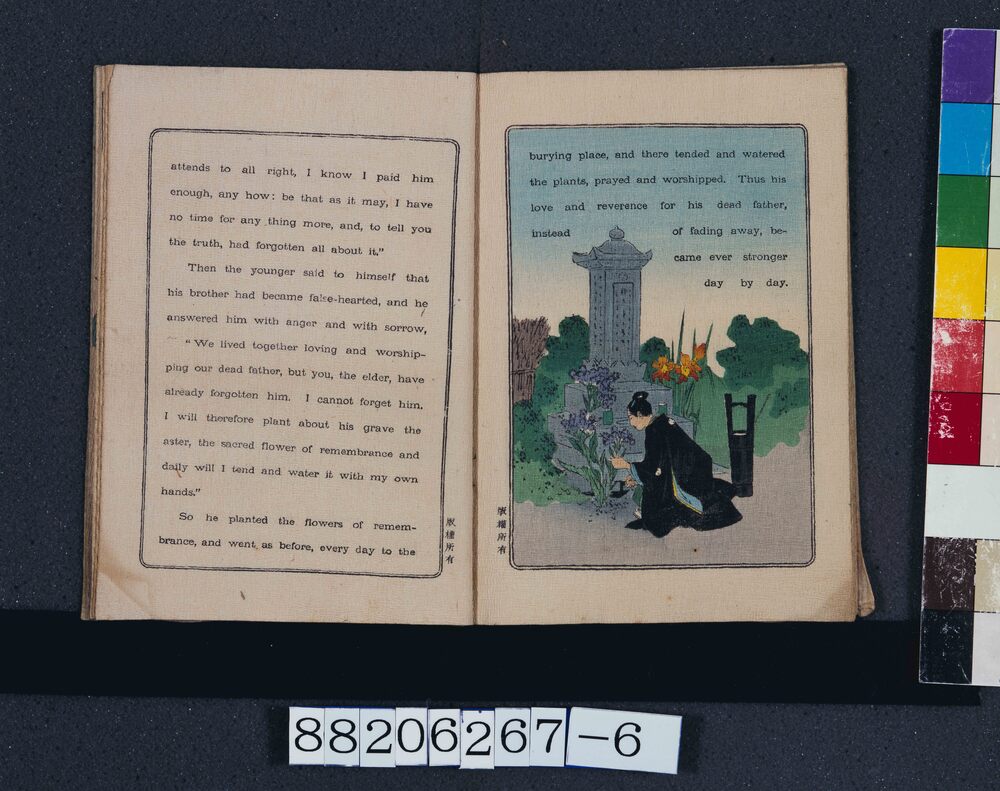 attends to all right, I know I paid him
enough, any how: be that as it may, I have
no time for any thing more, and, to tell you
the truth, had forgotten all about it."
Then the younger said to himself that
his brother had became false-hearted, and he
answered him with anger and with sorrow,
"We lived together loving and worship-
ping our dead father, but you, the elder, have
already forgotten him. I cannot forget him.
I will therefore plant about his grave the
aster, the sacred flower of remembrance and
daily will I tend and water it with my own
hands."
So he planted the flowers of remem-
brance, and went as before, every day to the
版權所有
burying place, and there tended and watered
the plants, prayed and worshipped. Thus his
love and reverence for his dead father,
instead of fading away, be-
came ever stronger
day by day.
版權所有
88206267-6